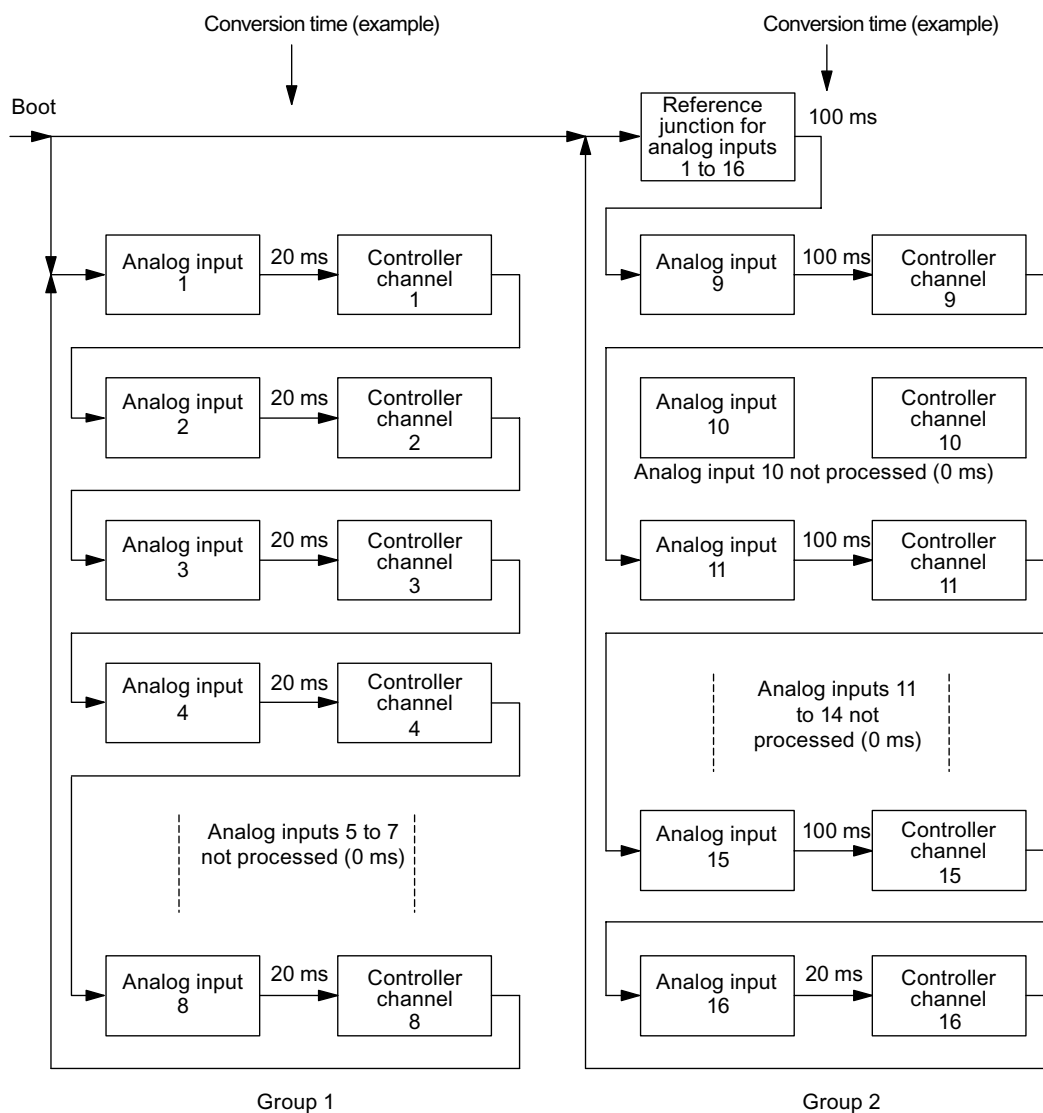 Conversion time (example)
Conversion time (example)
Boot
Reference
junction for
analog inputs
1 to 16
100 ms
Analog input
1
20 ms
Controller
channel
1
Analog input
2
20 ms
Controller
channel
2
Analog input
3
20 ms
Controller
channel
3
Analog input
4
20 ms
Controller
channel
4
Analog inputs 5 to 7
not processed (0 ms)
Analog input
8
20 ms
Controller
channel
8
Group 1
Analog input
9
100 ms
Controller
channel
9
Analog input
10
Controller
channel
10
Analog input 10 not processed (0 ms)
Analog input
11
100 ms
Controller
channel
11
Analog inputs 11
to 14 not
processed (0 ms)
Analog input
15
100 ms
Controller
channel
15
Analog input
16
20 ms
Controller
channel
16
Group 2